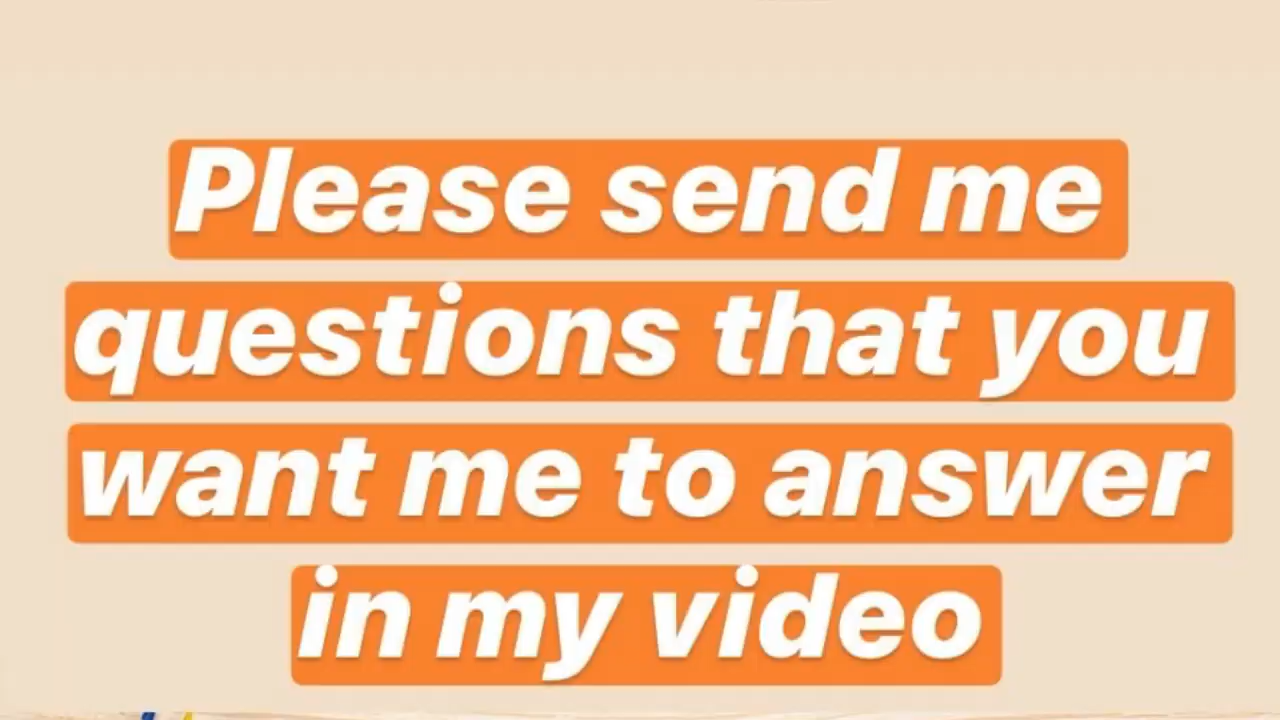 Please send me
questions that you
want me to answer
in my video